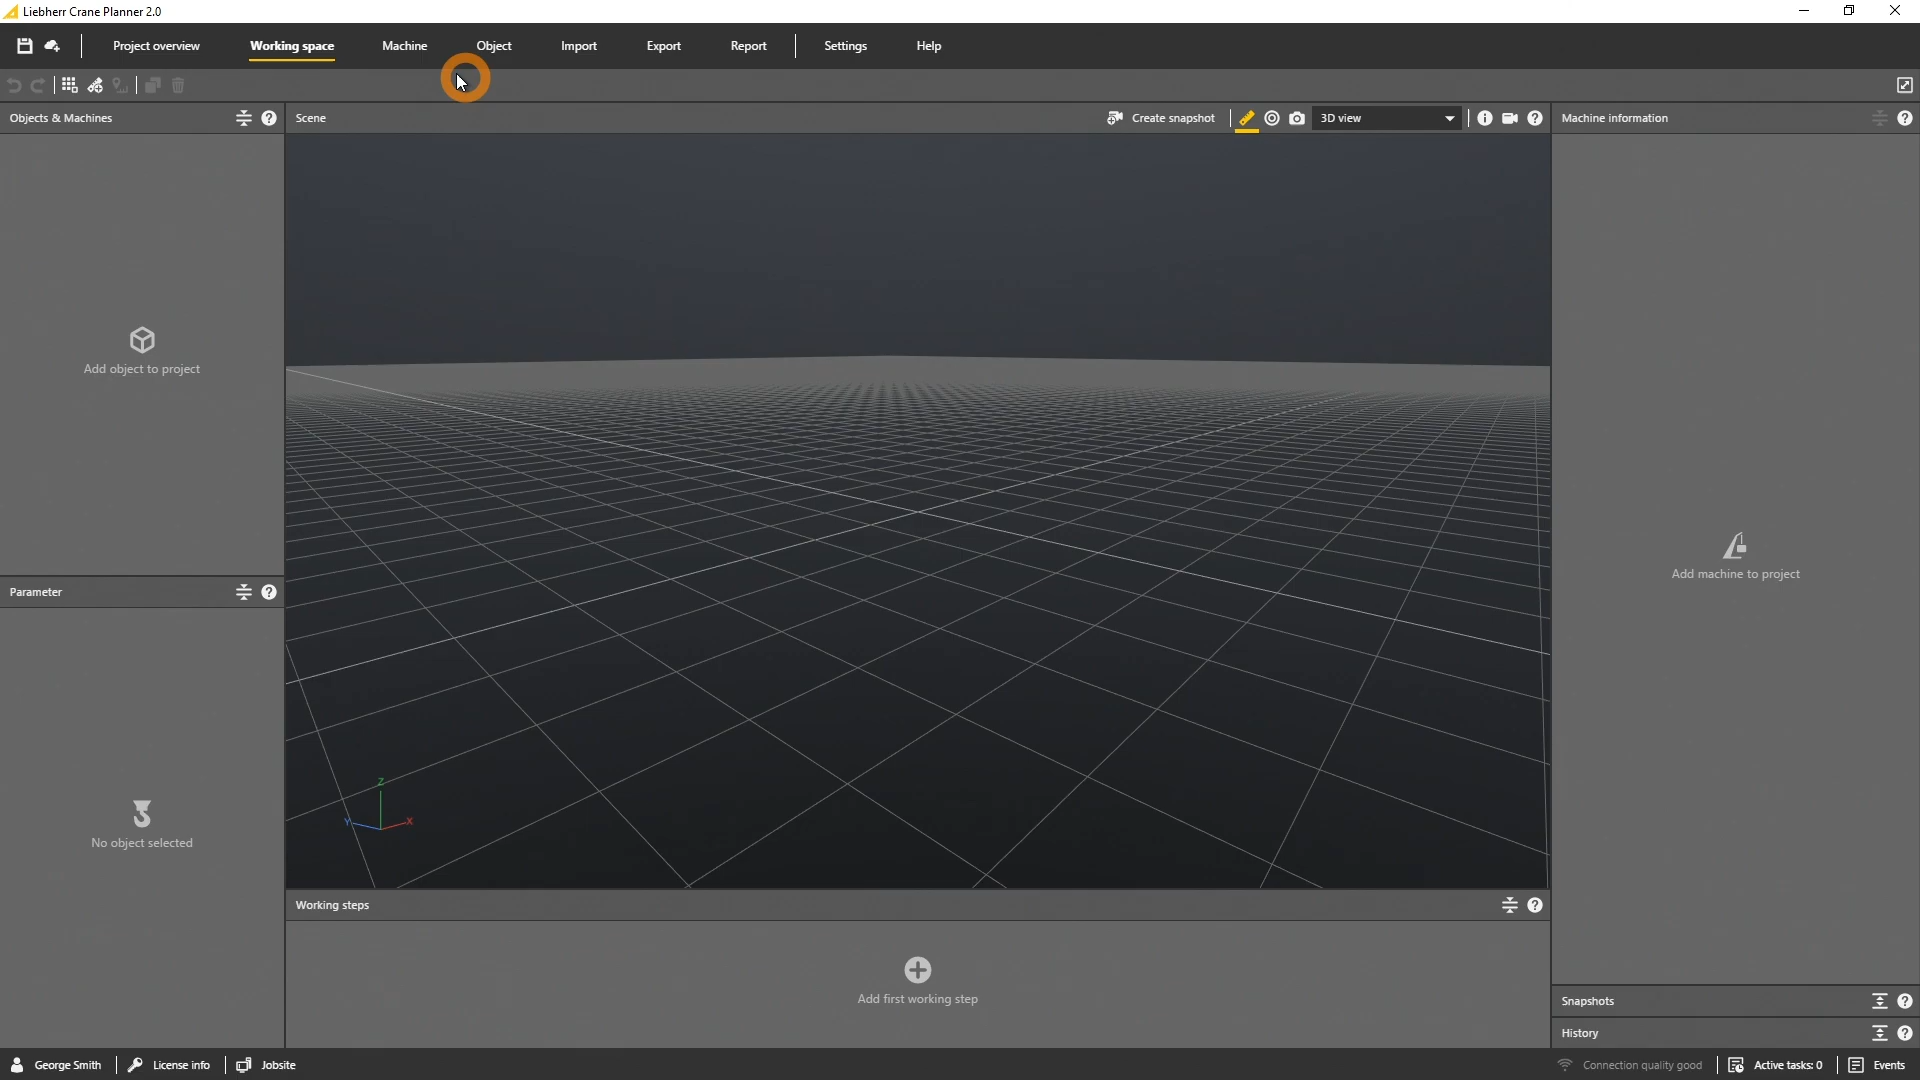 Liebherr Crane Planner 2.0
Project overview
Working space
Machine
Object
Import
Export
Report
Settings
Help
Objects & Machines
Scene
Create snapshot
3D view
Machine information
Add object to project
Add machine to project
Parameter
No object selected
Z
Y
X
Working steps
Add first working step
Snapshots
History
George Smith
License info
Jobsite
Connection quality good
Active tasks: 0
Events